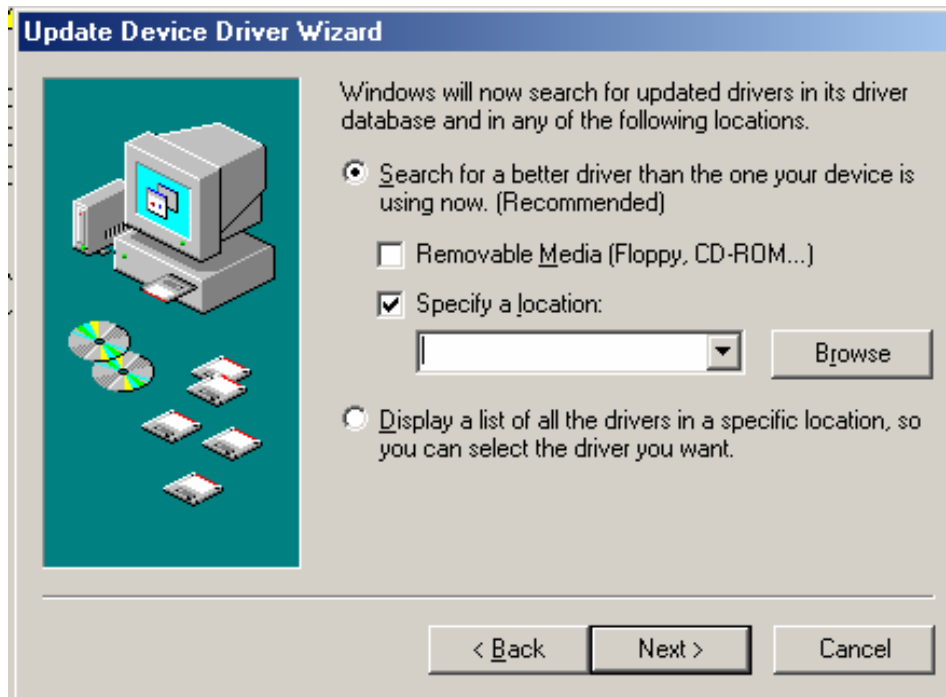 Update Device Driver Wizard
Windows will now search for updated drivers in its driver
database and in any of the following locations.
Search for a better driver than the one your device is
using now. (Recommended)
Removable Media (Floppy, CD-ROM...)
Specify a location:
Browse
Display a list of all the drivers in a specific location, so
you can select the driver you want.
< Back
Next >
Cancel